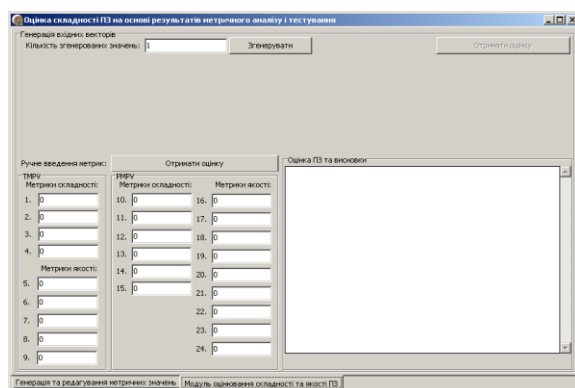 Оцінка складності ПЗ на основі результатів метричного аналізу і тестування
Генерація вхідних векторів
Кількість згенерованих значень: 1 Згенерувати Отримати оцінку
Ручне введення метрик: Отримати оцінку
Оцінка ПЗ та висновки
TMPV
Метрики складності:
1. 0
2. 0
3. 0
4. 0
Метрики якості:
5. 0
6. 0
7. 0
8. 0
9. 0
PMPV
Метрики складності:
10. 0
11. 0
12. 0
13. 0
14. 0
15. 0
Метрики якості:
16. 0
17. 0
18. 0
19. 0
20. 0
21. 0
22. 0
23. 0
24. 0
Генерація та редагування метричних значень Модуль оцінювання складності та якості ПЗ